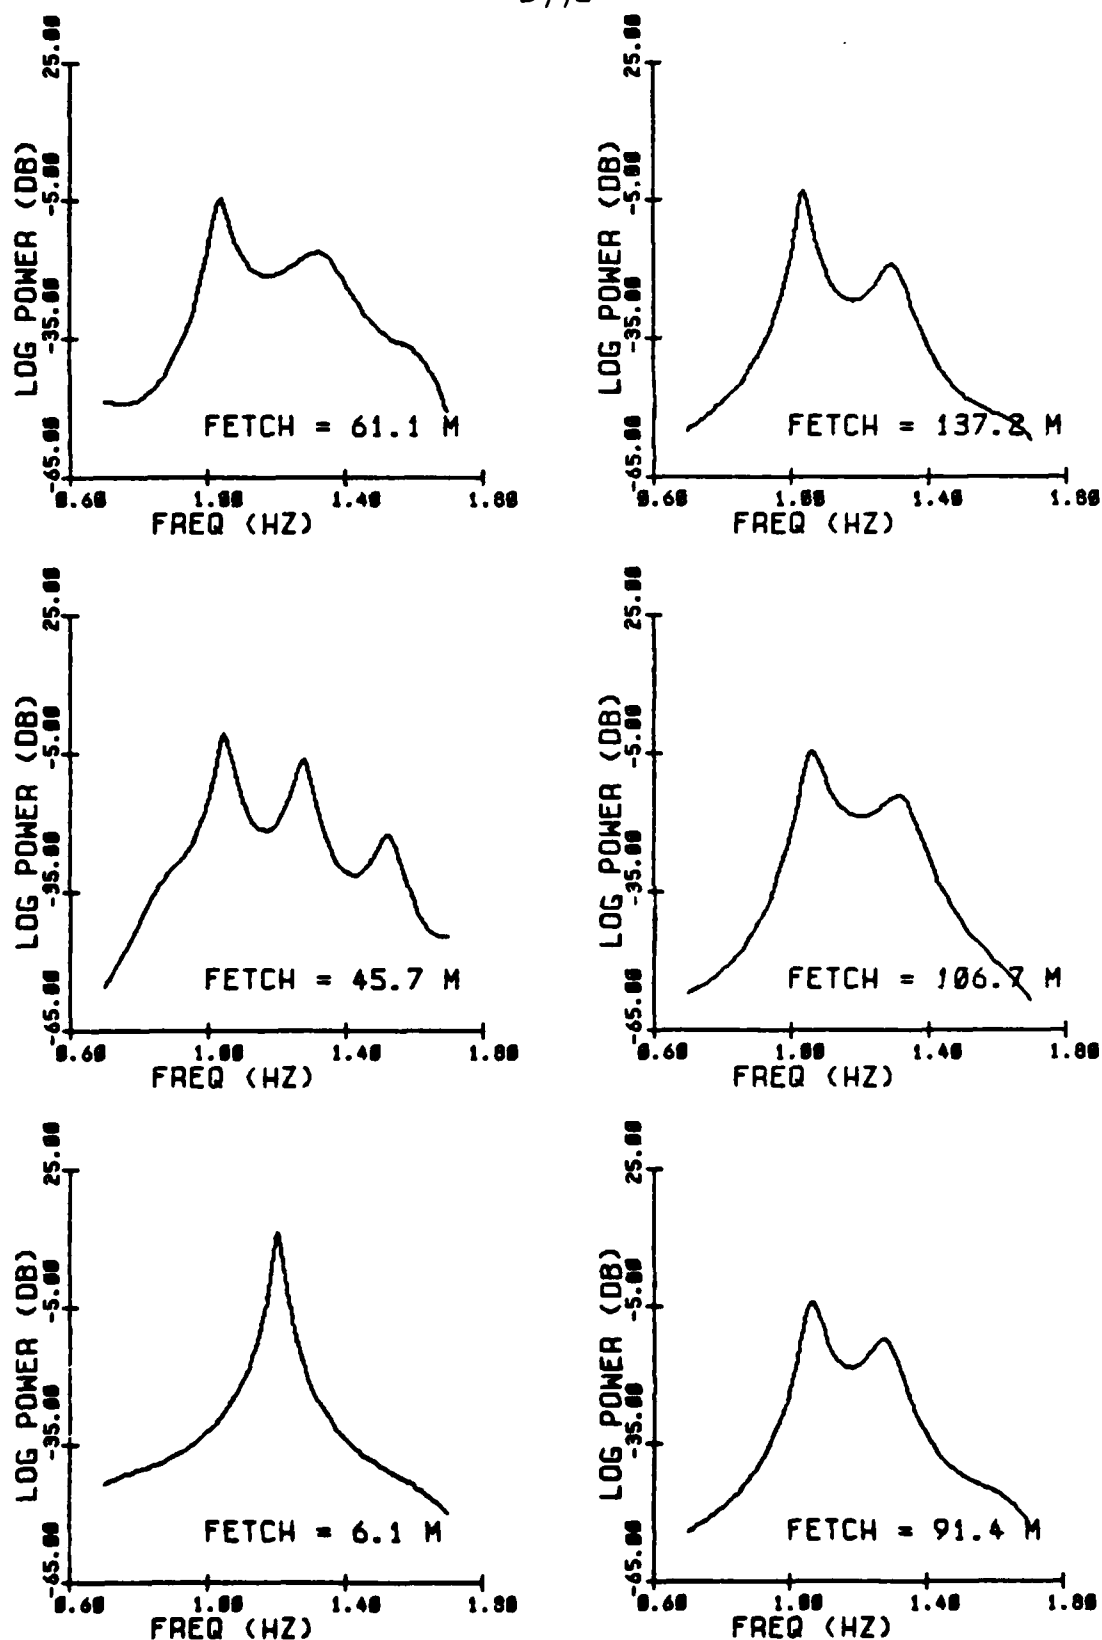 25.00
-5.00
-35.00
-65.00
LOG POWER (DB)
FETCH = 61.1 M
0.60 1.00 1.40 1.80
FREQ (HZ)
25.00
-5.00
-35.00
-65.00
LOG POWER (DB)
FETCH = 137.2 M
0.60 1.00 1.40 1.80
FREQ (HZ)
25.00
-5.00
-35.00
-65.00
LOG POWER (DB)
FETCH = 45.7 M
0.60 1.00 1.40 1.80
FREQ (HZ)
25.00
-5.00
-35.00
-65.00
LOG POWER (DB)
FETCH = 106.7 M
0.60 1.00 1.40 1.80
FREQ (HZ)
25.00
-5.00
-35.00
-65.00
LOG POWER (DB)
FETCH = 6.1 M
0.60 1.00 1.40 1.80
FREQ (HZ)
25.00
-5.00
-35.00
-65.00
LOG POWER (DB)
FETCH = 91.4 M
0.60 1.00 1.40 1.80
FREQ (HZ)